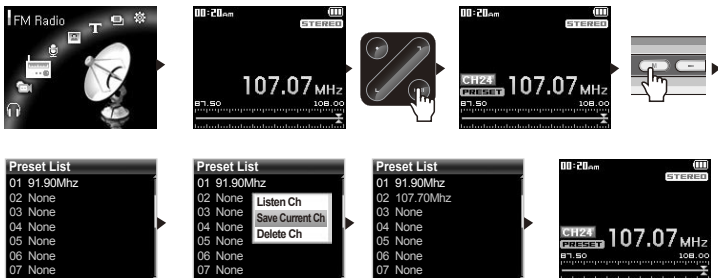 FM Radio
T
00:20AM
STEREO
107.07MHz
87.50 108.00
00:20AM
STEREO
CH24
PRESET
107.07MHz
87.50 108.00
M
Preset List
01 91.90Mhz
02 None
03 None
04 None
05 None
06 None
07 None
Preset List
01 91.90Mhz
02 None
03 None
04 None
05 None
06 None
07 None
Listen Ch
Save Current Ch
Delete Ch
Preset List
01 91.90Mhz
02 107.70Mhz
03 None
04 None
05 None
06 None
07 None
00:20AM
STEREO
CH24
PRESET
107.07MHz
87.50 108.00